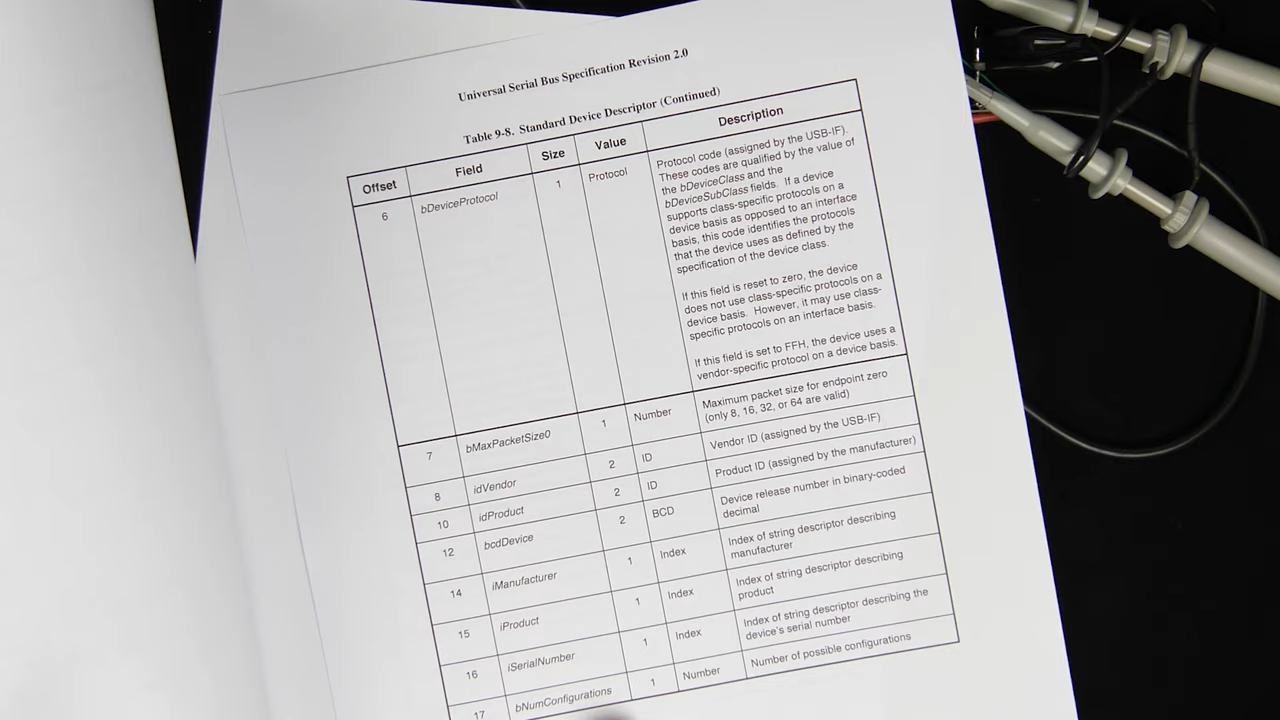 Universal Serial Bus Specification Revision 2.0
Table 9-8. Standard Device Descriptor (Continued)
Offset Field Size Value Description
6 bDeviceProtocol 1 Protocol Protocol code (assigned by the USB-IF).
These codes are qualified by the value of
the bDeviceClass and the
bDeviceSubClass fields. If a device
supports class-specific protocols on a
device basis as opposed to an interface
basis, this code identifies the protocols
that the device uses as defined by the
specification of the device class.
If this field is reset to zero, the device
does not use class-specific protocols on a
device basis. However, it may use class-
specific protocols on an interface basis.
If this field is set to FFH, the device uses a
vendor-specific protocol on a device basis.
7 bMaxPacketSize0 1 Number Maximum packet size for endpoint zero
(only 8, 16, 32, or 64 are valid)
8 idVendor 2 ID Vendor ID (assigned by the USB-IF)
10 idProduct 2 ID Product ID (assigned by the manufacturer)
12 bcdDevice 2 BCD Device release number in binary-coded
decimal
14 iManufacturer 1 Index Index of string descriptor describing
manufacturer
15 iProduct 1 Index Index of string descriptor describing
product
16 iSerialNumber 1 Index Index of string descriptor describing the
device's serial number
17 bNumConfigurations 1 Number Number of possible configurations